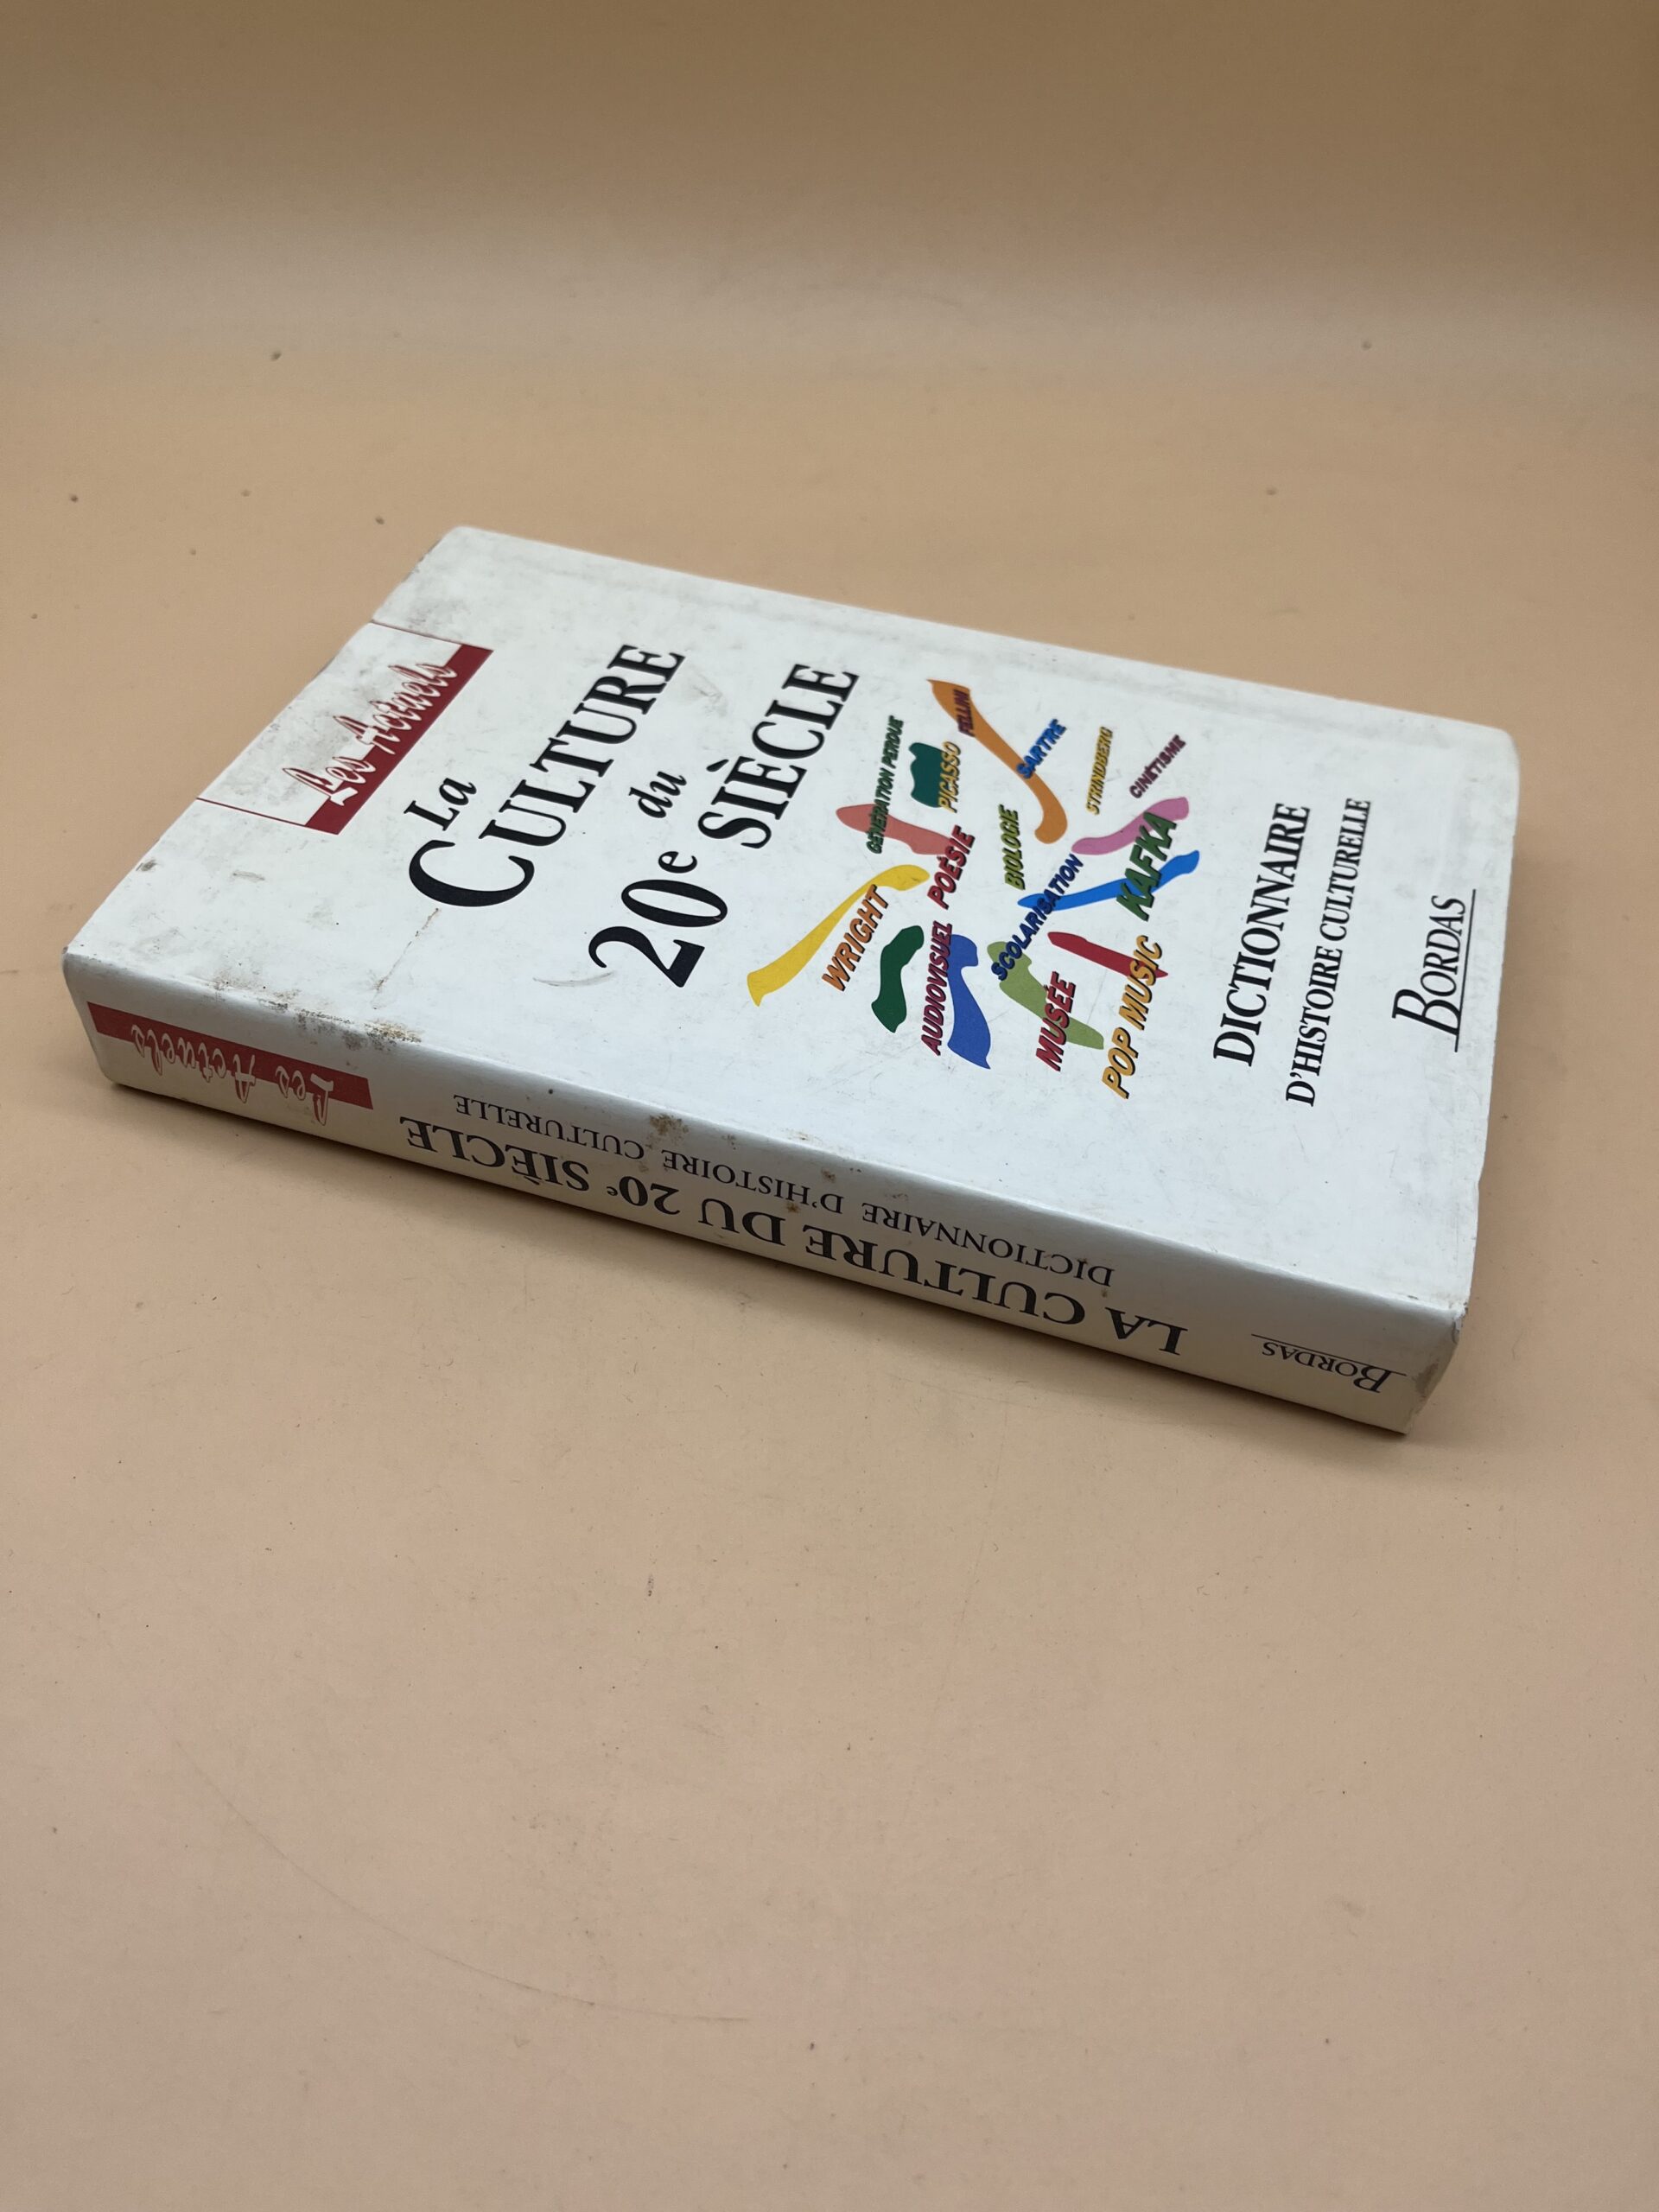 Les Actuels
La
CULTURE
du
20e SIÈCLE
GÉNÉRATION PERDUE
FELLINI
PICASSO
SARTRE
STRINDBERG
CINÉTISME
WRIGHT
POÉSIE
BIOLOGIE
KAFKA
AUDIOVISUEL
SCOLARISATION
MUSÉE
POP MUSIC
DICTIONNAIRE
D'HISTOIRE CULTURELLE
BORDAS
BORDAS
LA CULTURE DU 20e SIÈCLE
DICTIONNAIRE D'HISTOIRE CULTURELLE
Les Actuels